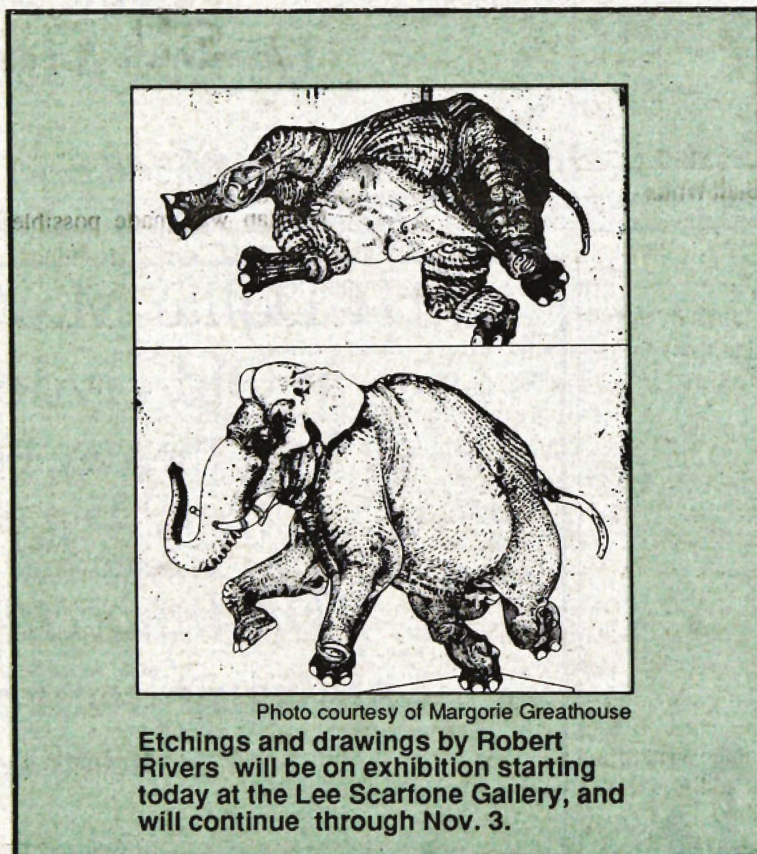 Photo courtesy of Margorie Greathouse
Etchings and drawings by Robert
Rivers will be on exhibition starting
today at the Lee Scarfone Gallery, and
will continue through Nov. 3.